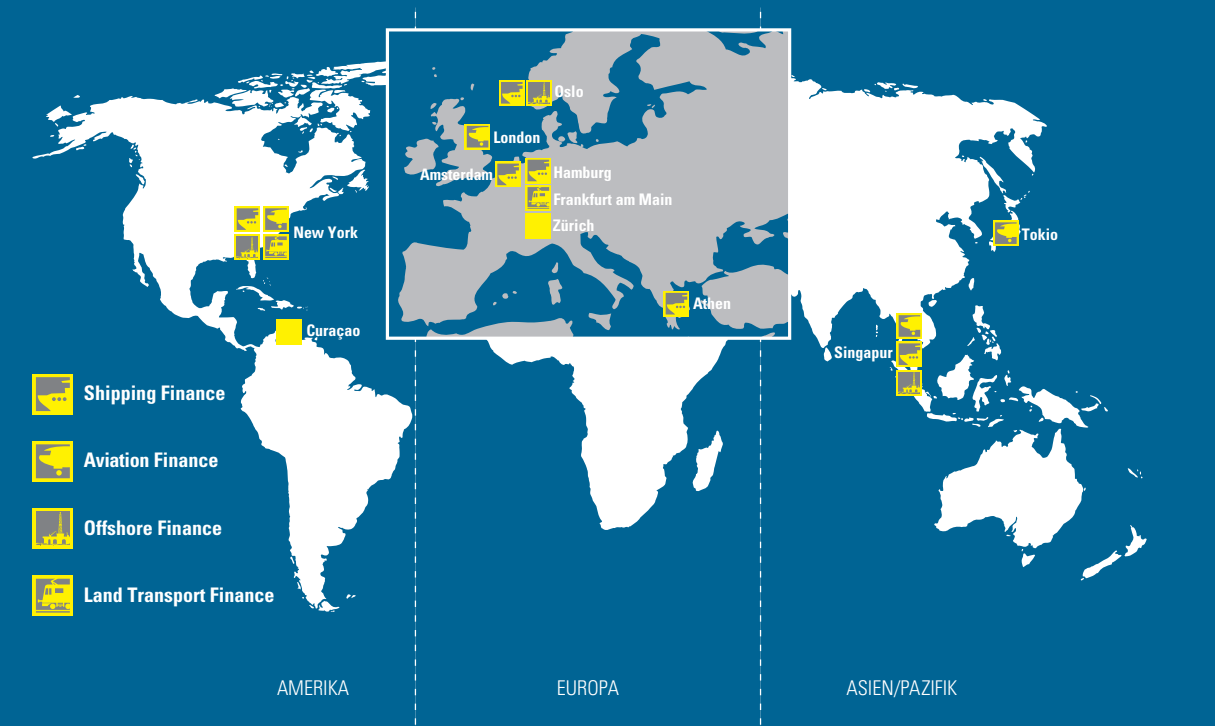 Oslo
London
Amsterdam
Hamburg
Frankfurt am Main
Zürich
New York
Tokio
Athen
Curaçao
Singapur
Shipping Finance
Aviation Finance
Offshore Finance
Land Transport Finance
AMERIKA
EUROPA
ASIEN/PAZIFIK